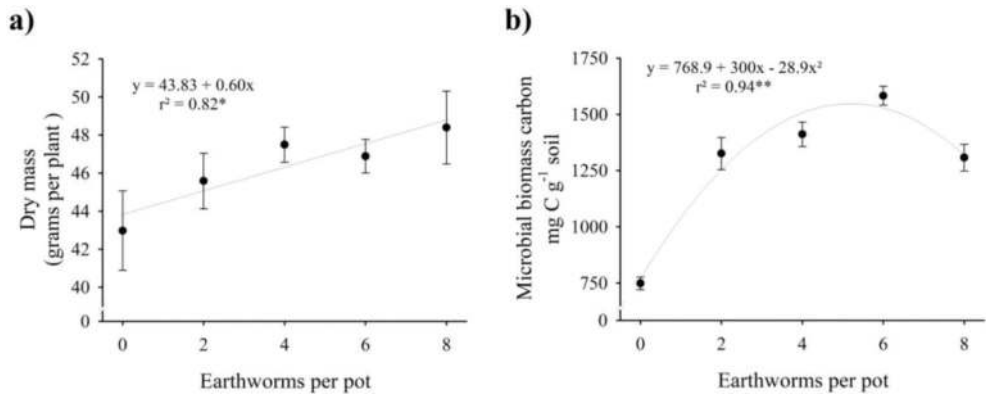 a)
y = 43.83 + 0.60x
r² = 0.82*
52
50
48
46
44
42
40
0
Dry mass
(grams per plant)
0 2 4 6 8
Earthworms per pot
b)
y = 768.9 + 300x - 28.9x²
r² = 0.94**
1750
1500
1250
1000
750
0
Microbial biomass carbon
mg C g⁻¹ soil
0 2 4 6 8
Earthworms per pot